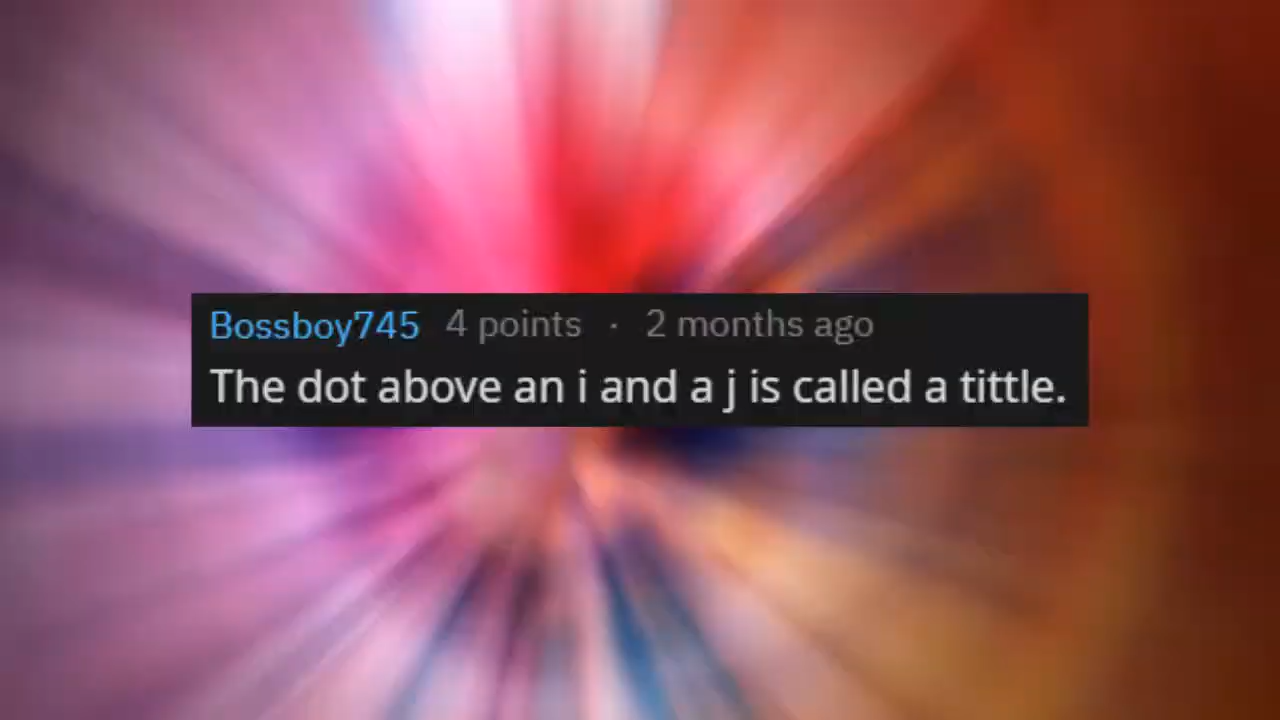 Bossboy745 4 points · 2 months ago
The dot above an i and a j is called a tittle.